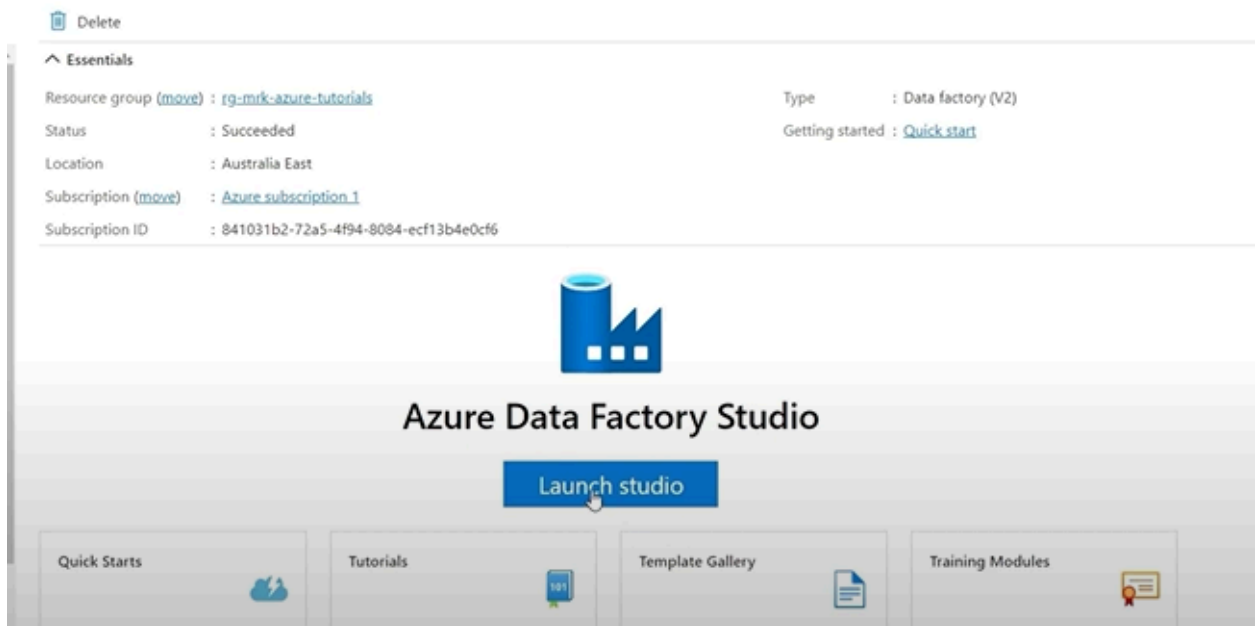 Delete
Essentials
Resource group (move) : rg-mrk-azure-tutorials
Type : Data factory (V2)
Status : Succeeded
Getting started : Quick start
Location : Australia East
Subscription (move) : Azure subscription 1
Subscription ID : 841031b2-72a5-4f94-8084-ecf13b4e0cf6
Azure Data Factory Studio
Launch studio
Quick Starts
Tutorials
101
Template Gallery
Training Modules